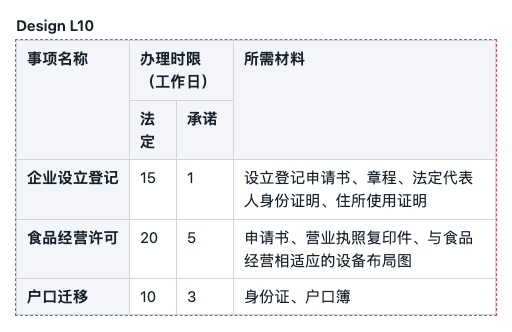 Design L10
事项名称
办理时限
（工作日）
所需材料
法
定
承诺
企业设立登记
15
1
设立登记申请书、章程、法定代表
人身份证明、住所使用证明
食品经营许可
20
5
申请书、营业执照复印件、与食品
经营相适应的设备布局图
户口迁移
10
3
身份证、户口簿